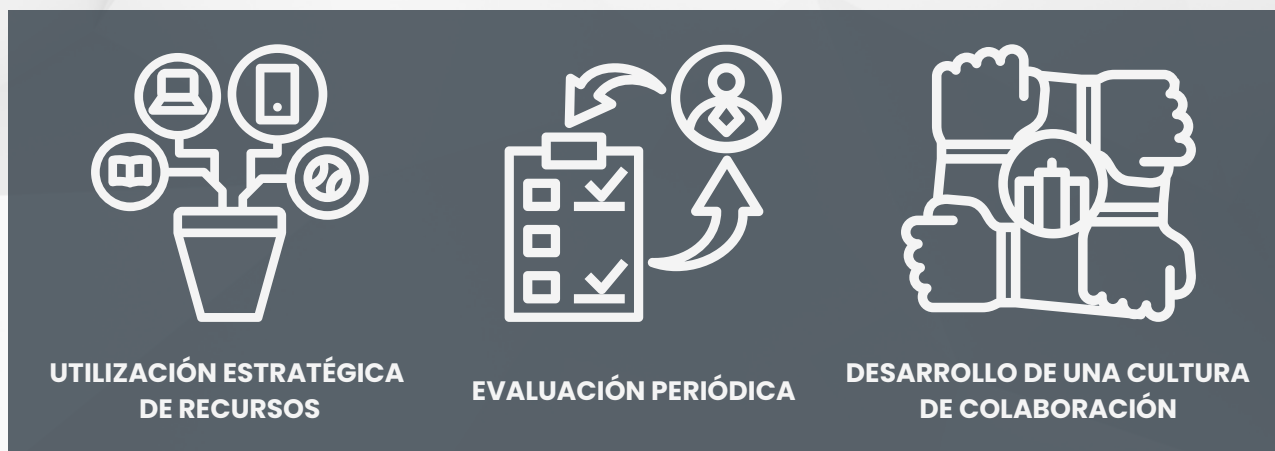 UTILIZACIÓN ESTRATÉGICA
DE RECURSOS
EVALUACIÓN PERIÓDICA
DESARROLLO DE UNA CULTURA
DE COLABORACIÓN